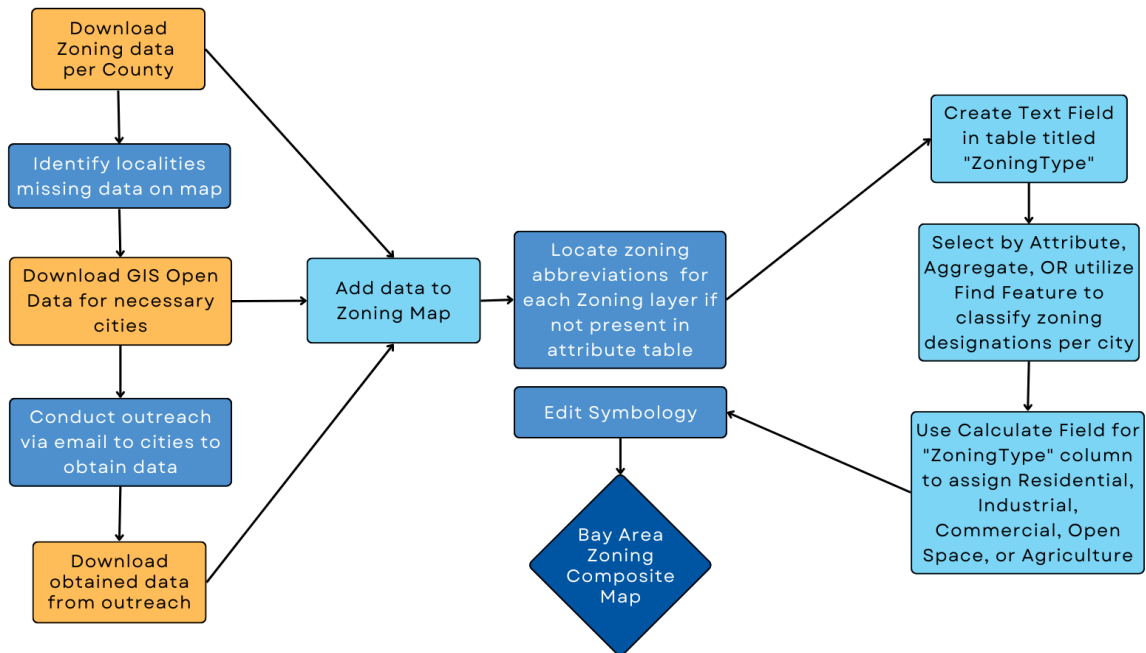 Download
Zoning data
per County
Identify localities
missing data on map
Download GIS Open
Data for necessary
cities
Conduct outreach
via email to cities to
obtain data
Download
obtained data
from outreach
Add data to
Zoning Map
Locate zoning
abbreviations for
each Zoning layer if
not present in
attribute table
Create Text Field
in table titled
"ZoningType"
Select by Attribute,
Aggregate, OR utilize
Find Feature to
classify zoning
designations per city
Use Calculate Field for
"ZoningType" column
to assign Residential,
Industrial,
Commercial, Open
Space, or Agriculture
Edit Symbology
Bay Area
Zoning
Composite
Map